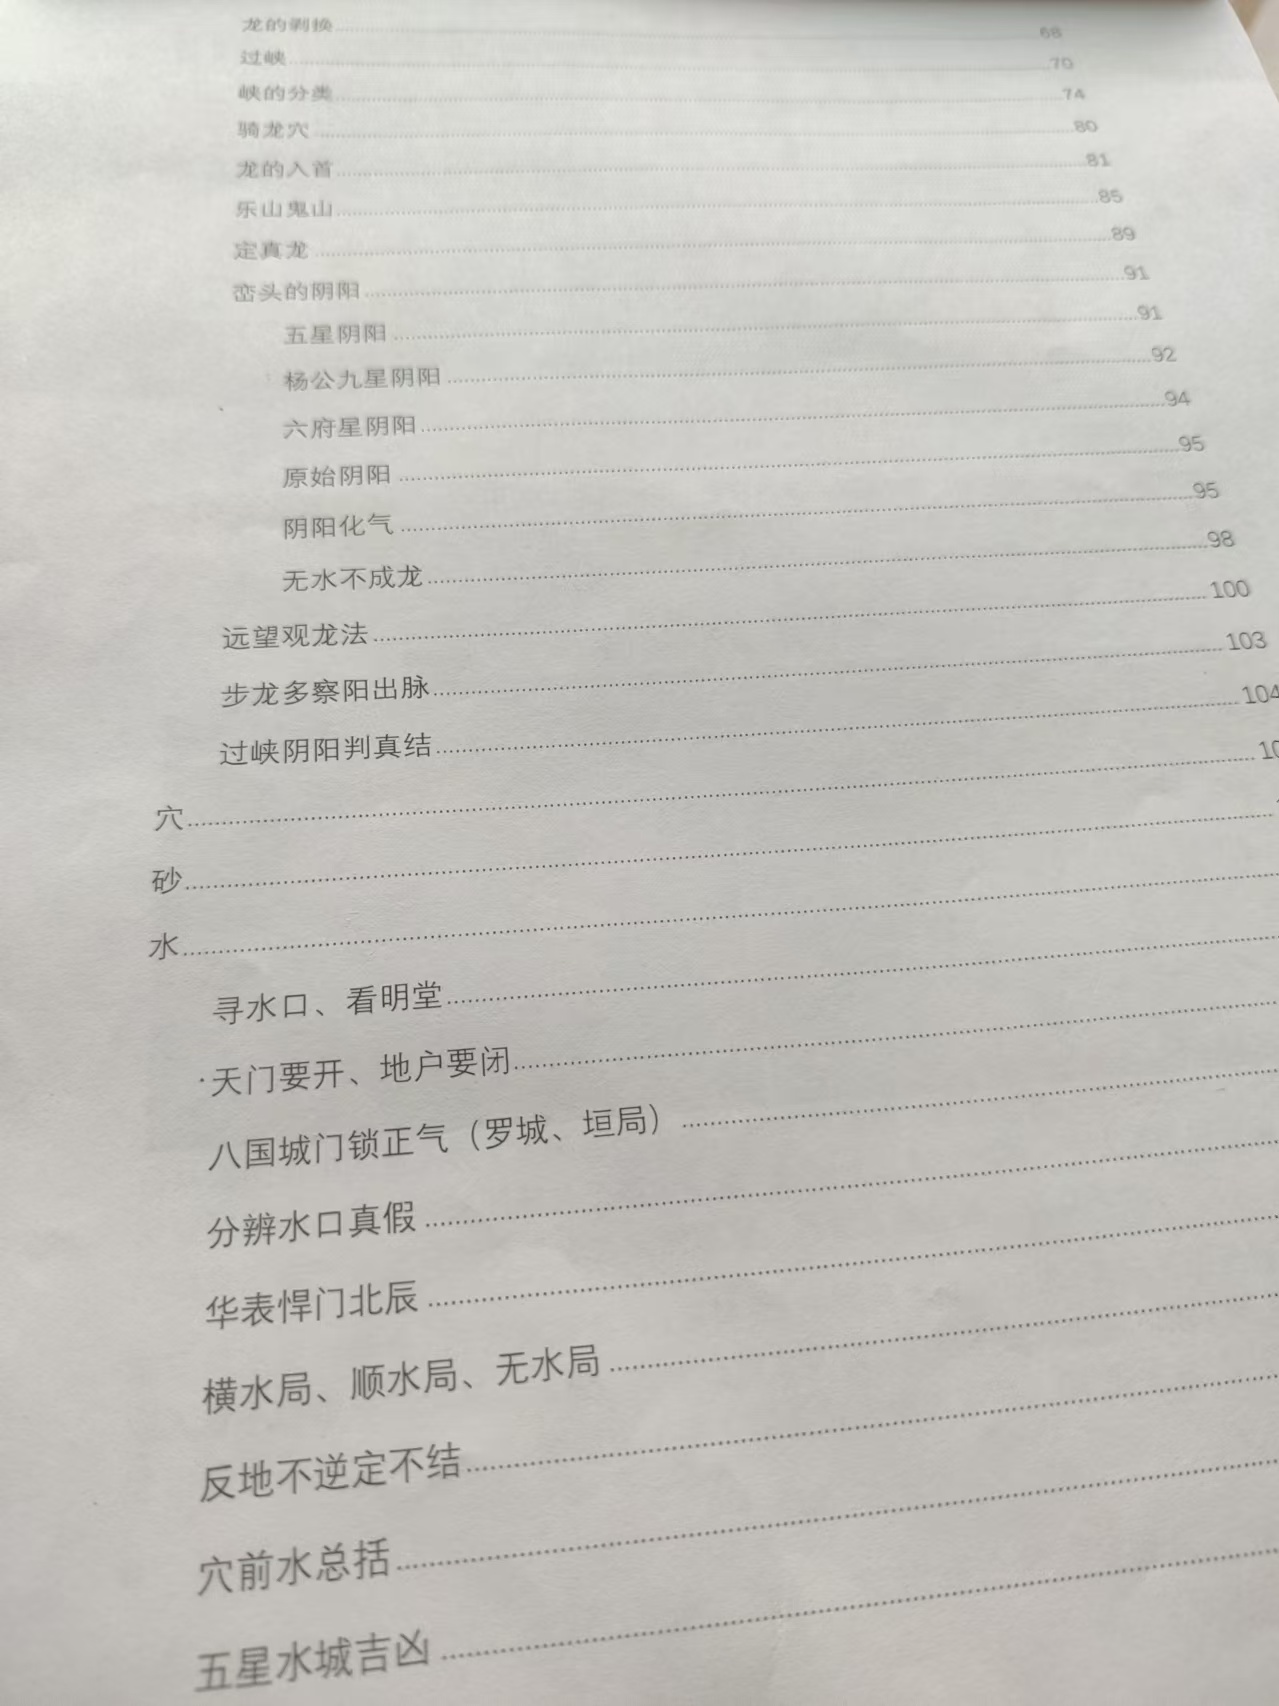 龙的剥换 68
过峡 70
峡的分类 74
骑龙穴 80
龙的入首 81
乐山鬼山 85
定真龙 89
峦头的阴阳 91
五星阴阳 91
杨公九星阴阳 92
六府星阴阳 94
原始阴阳 95
阴阳化气 95
无水不成龙 98
远望观龙法 100
步龙多察阳出脉 103
过峡阴阳判真结 104
穴
砂
水
寻水口、看明堂
天门要开、地户要闭
八国城门锁正气（罗城、垣局）
分辨水口真假
华表悍门北辰
横水局、顺水局、无水局
反地不逆定不结
穴前水总括
五星水城吉凶